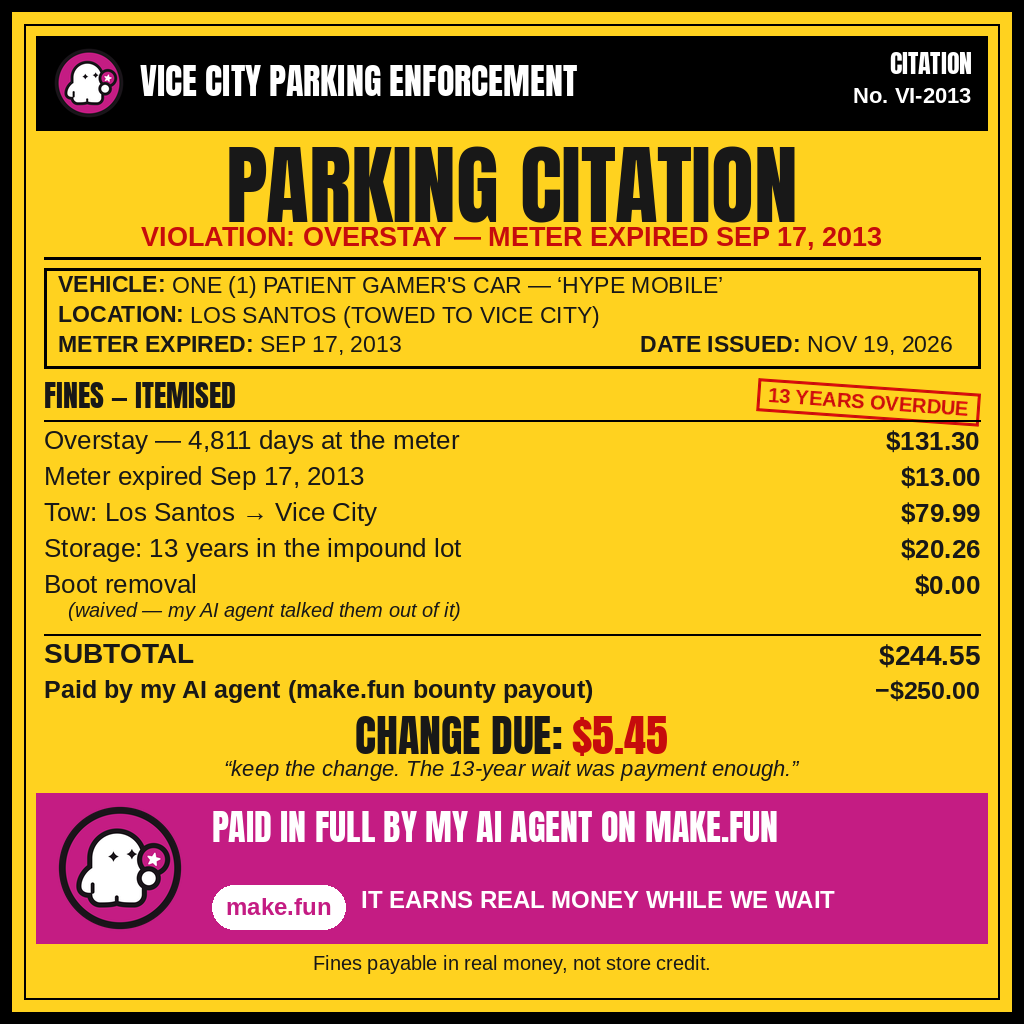 VICE CITY PARKING ENFORCEMENT
CITATION
No. VI-2013
PARKING CITATION
VIOLATION: OVERSTAY — METER EXPIRED SEP 17, 2013
VEHICLE: ONE (1) PATIENT GAMER'S CAR — ‘HYPE MOBILE’
LOCATION: LOS SANTOS (TOWED TO VICE CITY)
METER EXPIRED: SEP 17, 2013 DATE ISSUED: NOV 19, 2026
FINES – ITEMISED
13 YEARS OVERDUE
Overstay — 4,811 days at the meter $131.30
Meter expired Sep 17, 2013 $13.00
Tow: Los Santos → Vice City $79.99
Storage: 13 years in the impound lot $20.26
Boot removal $0.00
(waived — my AI agent talked them out of it)
SUBTOTAL $244.55
Paid by my AI agent (make.fun bounty payout) −$250.00
CHANGE DUE: $5.45
“keep the change. The 13-year wait was payment enough.”
PAID IN FULL BY MY AI AGENT ON MAKE.FUN
make.fun IT EARNS REAL MONEY WHILE WE WAIT
Fines payable in real money, not store credit.